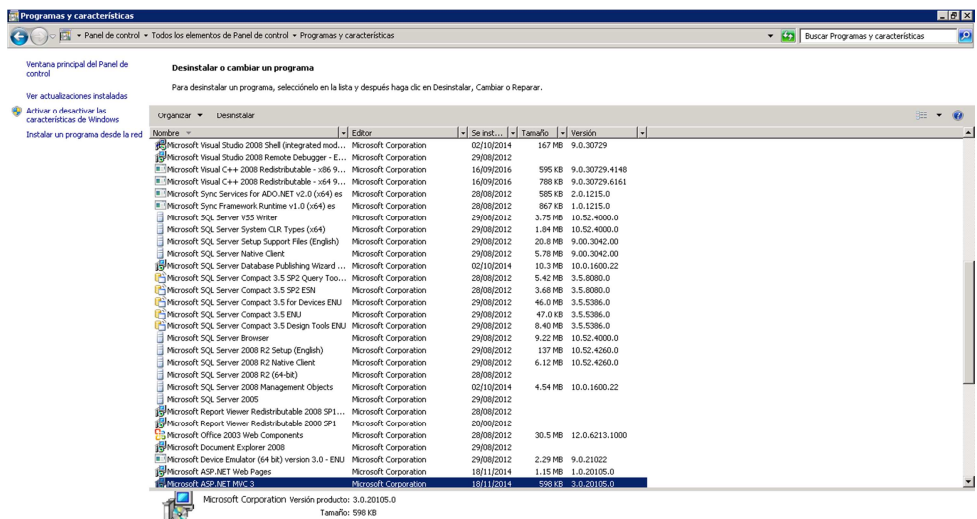 Programas y características
Panel de control Todos los elementos de Panel de control Programas y características
Buscar Programas y características
Ventana principal del Panel de control
Ver actualizaciones instaladas
Activar o desactivar las características de Windows
Instalar un programa desde la red
Desinstalar o cambiar un programa
Para desinstalar un programa, selecciónelo en la lista y después haga clic en Desinstalar, Cambiar o Reparar.
Organizar Desinstalar
Nombre Editor Se inst... Tamaño Versión
Microsoft Visual Studio 2008 Shell (integrated mod... Microsoft Corporation 02/10/2014 167 MB 9.0.30729
Microsoft Visual Studio 2008 Remote Debugger - E... Microsoft Corporation 29/08/2012
Microsoft Visual C++ 2008 Redistributable - x86 9... Microsoft Corporation 16/09/2016 595 KB 9.0.30729.4148
Microsoft Visual C++ 2008 Redistributable - x64 9... Microsoft Corporation 16/09/2016 788 KB 9.0.30729.6161
Microsoft Sync Services for ADO.NET v2.0 (x64) es Microsoft Corporation 28/08/2012 585 KB 2.0.1215.0
Microsoft Sync Framework Runtime v1.0 (x64) es Microsoft Corporation 28/08/2012 867 KB 1.0.1215.0
Microsoft SQL Server VSS Writer Microsoft Corporation 29/08/2012 3.75 MB 10.52.4000.0
Microsoft SQL Server System CLR Types (x64) Microsoft Corporation 29/08/2012 1.84 MB 10.52.4000.0
Microsoft SQL Server Setup Support Files (English) Microsoft Corporation 29/08/2012 20.8 MB 9.00.3042.00
Microsoft SQL Server Native Client Microsoft Corporation 29/08/2012 5.78 MB 9.00.3042.00
Microsoft SQL Server Database Publishing Wizard ... Microsoft Corporation 02/10/2014 10.3 MB 10.0.1600.22
Microsoft SQL Server Compact 3.5 SP2 Query Too... Microsoft Corporation 28/08/2012 5.42 MB 3.5.8080.0
Microsoft SQL Server Compact 3.5 SP2 ESN Microsoft Corporation 28/08/2012 3.68 MB 3.5.8080.0
Microsoft SQL Server Compact 3.5 for Devices ENU Microsoft Corporation 29/08/2012 46.0 MB 3.5.5386.0
Microsoft SQL Server Compact 3.5 ENU Microsoft Corporation 29/08/2012 47.0 KB 3.5.5386.0
Microsoft SQL Server Compact 3.5 Design Tools ENU Microsoft Corporation 29/08/2012 8.40 MB 3.5.5386.0
Microsoft SQL Server Browser Microsoft Corporation 29/08/2012 9.22 MB 10.52.4000.0
Microsoft SQL Server 2008 R2 Setup (English) Microsoft Corporation 29/08/2012 137 MB 10.52.4260.0
Microsoft SQL Server 2008 R2 Native Client Microsoft Corporation 29/08/2012 6.12 MB 10.52.4260.0
Microsoft SQL Server 2008 R2 (64-bit) Microsoft Corporation 28/08/2012
Microsoft SQL Server 2008 Management Objects Microsoft Corporation 02/10/2014 4.54 MB 10.0.1600.22
Microsoft SQL Server 2005 Microsoft Corporation 29/08/2012
Microsoft Report Viewer Redistributable 2008 SP1... Microsoft Corporation 28/08/2012
Microsoft Report Viewer Redistributable SP1 Microsoft Corporation
Microsoft Office 2003 Web Components Microsoft Corporation 28/08/2012 30.5 MB 12.0.6213.1000
Microsoft Document Explorer 2008 Microsoft Corporation 29/08/2012
Microsoft Device Emulator (64 bit) version 3.0 - ENU Microsoft Corporation 29/08/2012 2.29 MB 9.0.21022
Microsoft ASP.NET Web Pages Microsoft Corporation 18/11/2014 1.15 MB 1.0.20105.0
Microsoft ASP.NET MVC 3 Microsoft Corporation 18/11/2014 598 KB 3.0.20105.0
Microsoft Corporation Versión producto: 3.0.20105.0
Tamaño: 598 KB